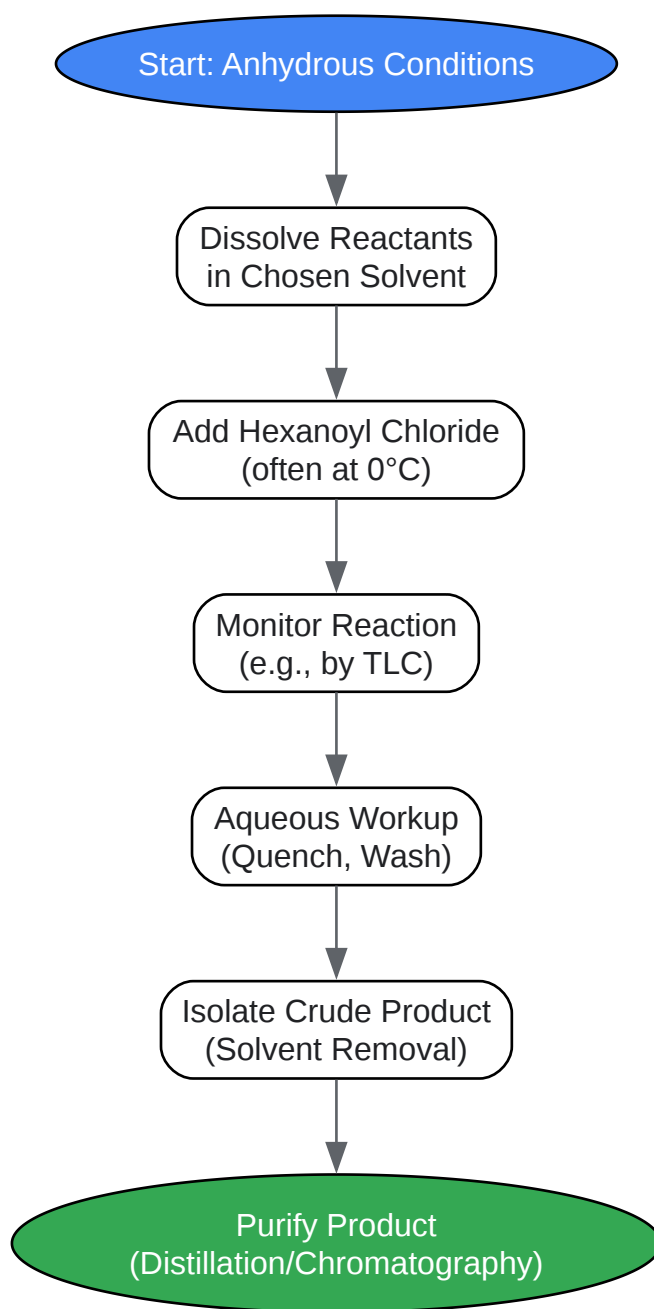 Start: Anhydrous Conditions
Dissolve Reactants
in Chosen Solvent
Add Hexanoyl Chloride
(often at 0°C)
Monitor Reaction
(e.g., by TLC)
Aqueous Workup
(Quench, Wash)
Isolate Crude Product
(Solvent Removal)
Purify Product
(Distillation/Chromatography)